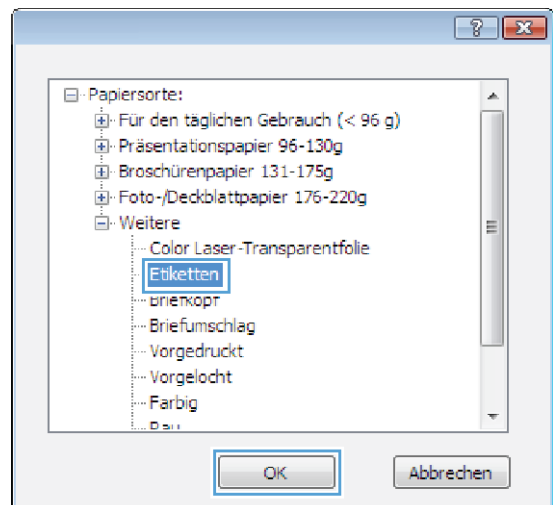 Papiersorte:
Für den täglichen Gebrauch (< 96 g)
Präsentationspapier 96-130g
Broschürenpapier 131-175g
Foto-/Deckblattpapier 176-220g
Weitere
Color Laser-Transparentfolie
Etiketten
Briefkopf
Briefumschlag
Vorgedruckt
Vorgelocht
Farbig
OK Abbrechen